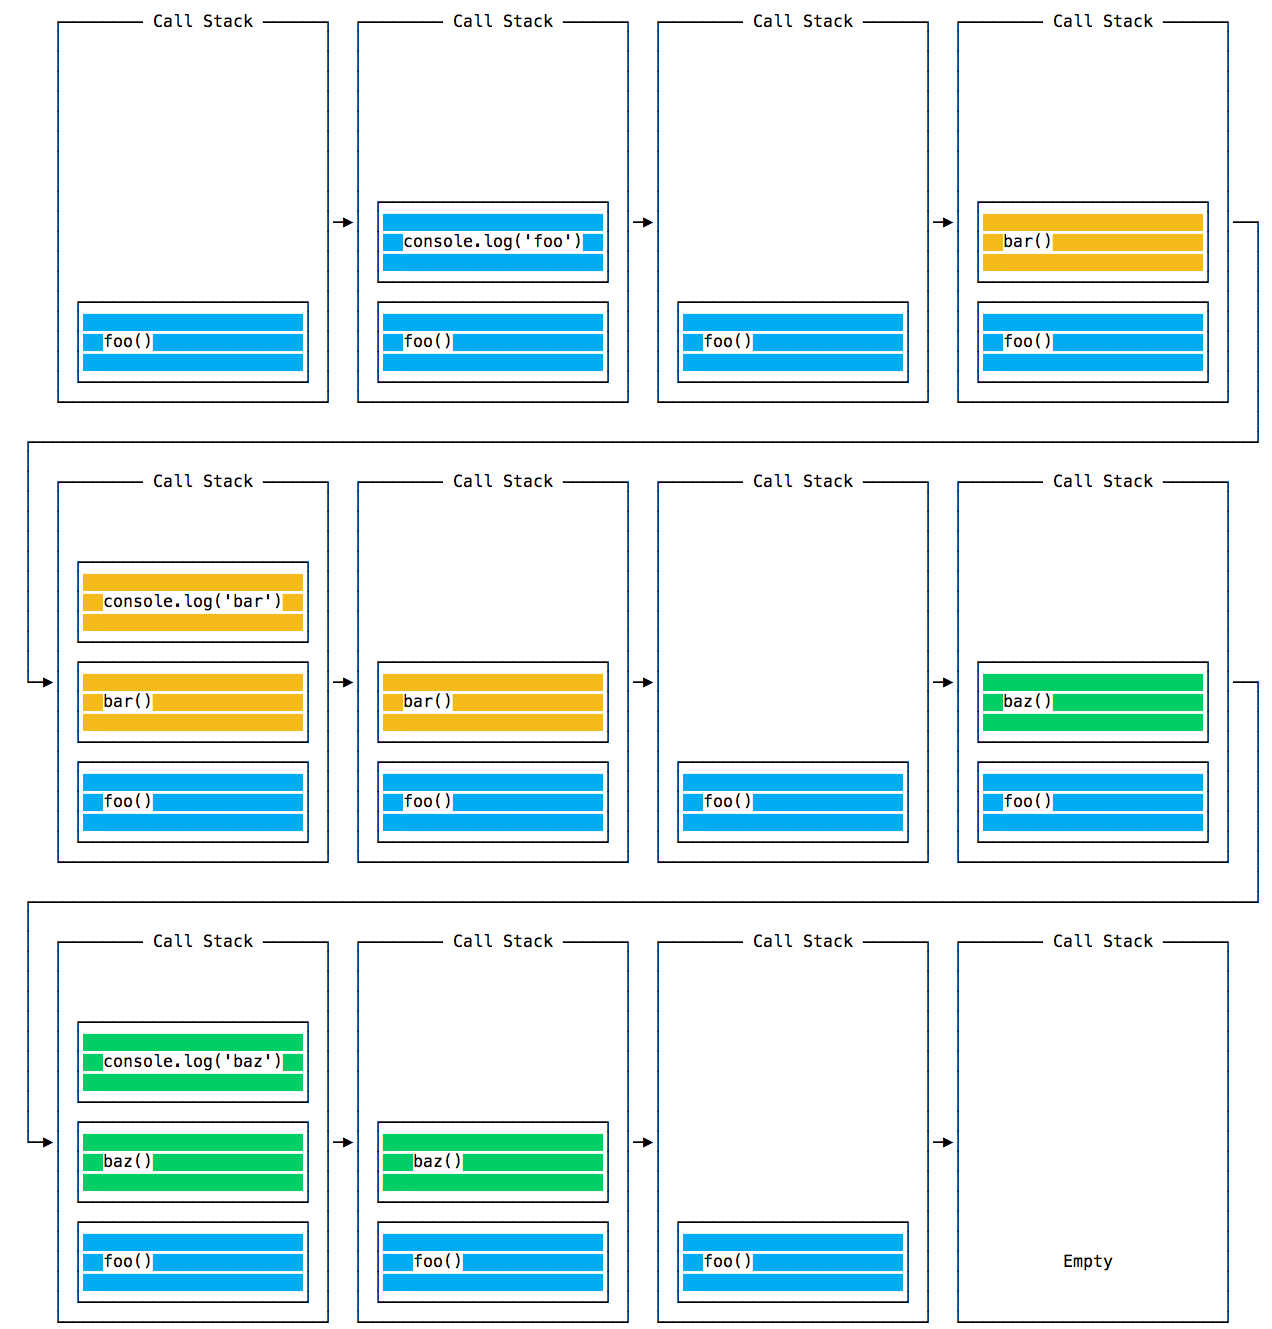 Call Stack Call Stack Call Stack Call Stack
console.log('foo') bar()
foo() foo() foo() foo()
Call Stack Call Stack Call Stack Call Stack
console.log('bar')
bar() bar() baz()
foo() foo() foo() foo()
Call Stack Call Stack Call Stack Call Stack
console.log('baz')
baz() baz()
foo() foo() foo() Empty